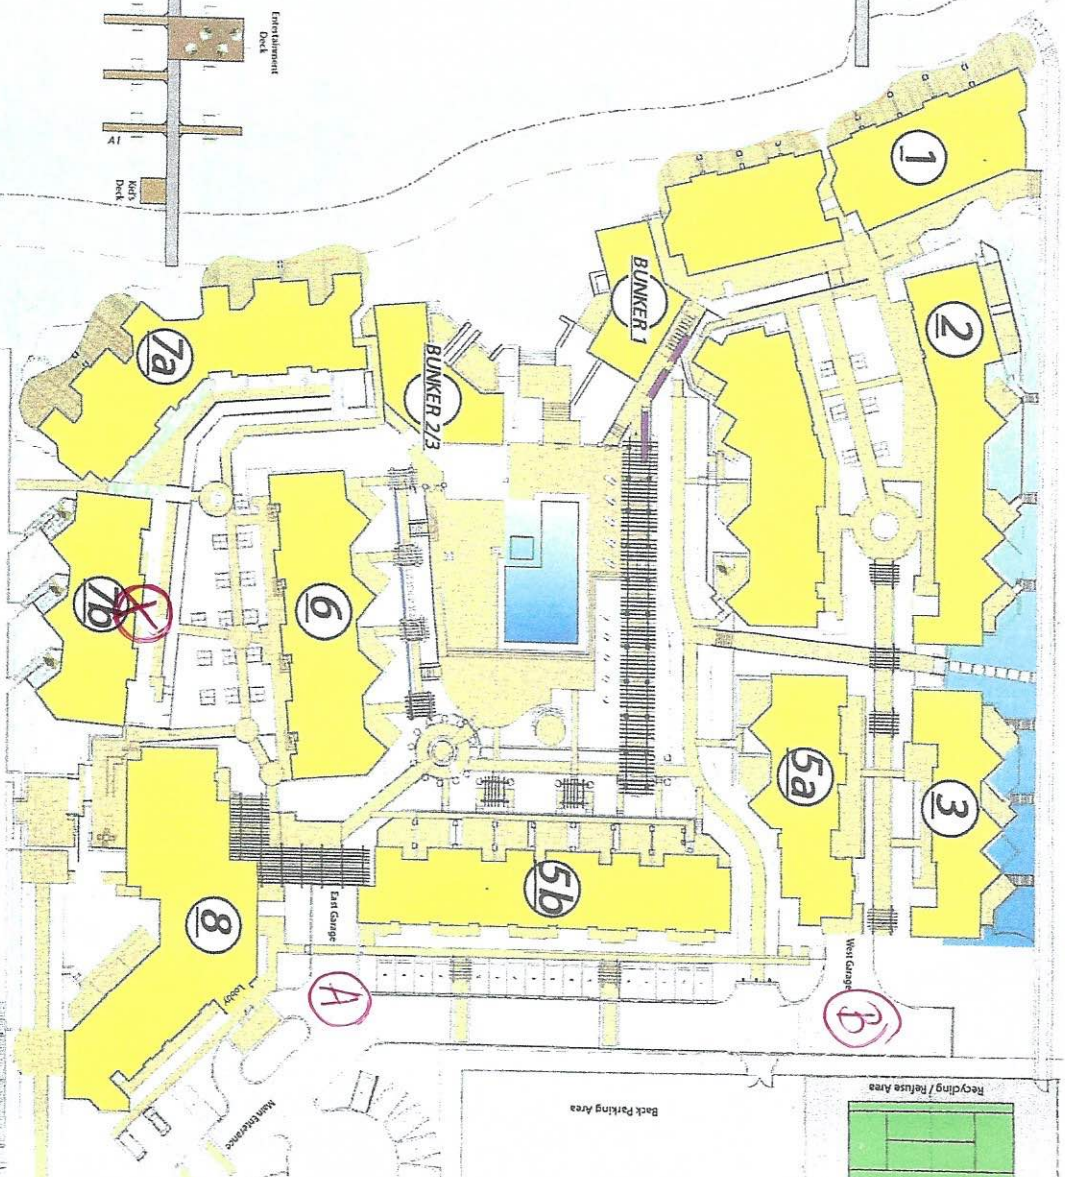 Entertainment
Deck
A1
Kid's
Deck
1
BUNKER 1
2
7a
BUNKER 2/3
7b
X
6
5a
3
5b
8
East Garage
West Garage
A
B
Lobby
Main Entrance
Back Parking Area
Recycling / Refuse Area